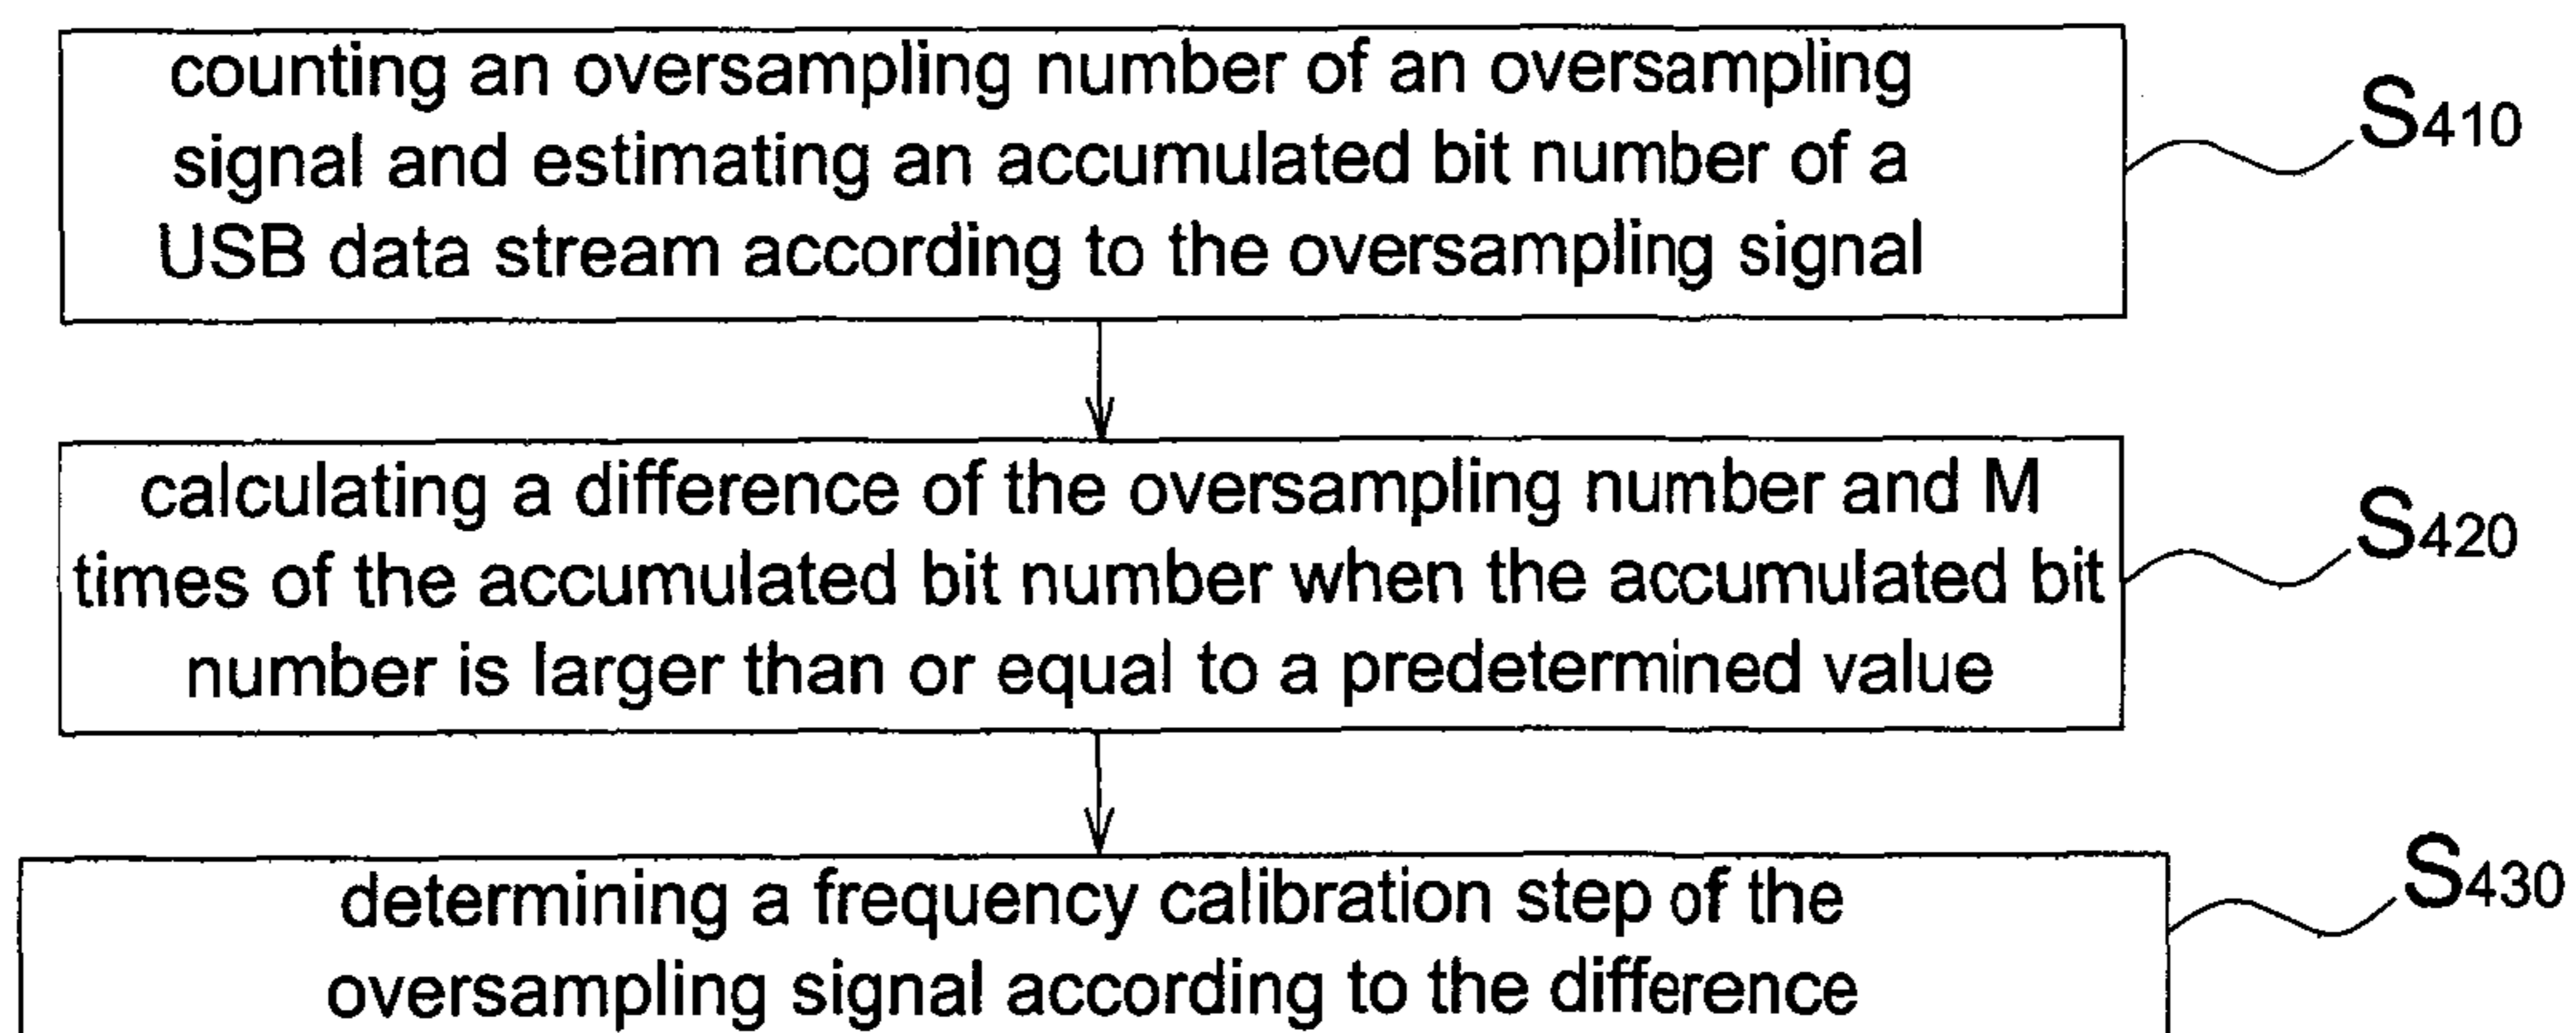 counting an oversampling number of an oversampling
signal and estimating an accumulated bit number of a
USB data stream according to the oversampling signal
S410
calculating a difference of the oversampling number and M
times of the accumulated bit number when the accumulated bit
number is larger than or equal to a predetermined value
S420
determining a frequency calibration step of the
oversampling signal according to the difference
S430